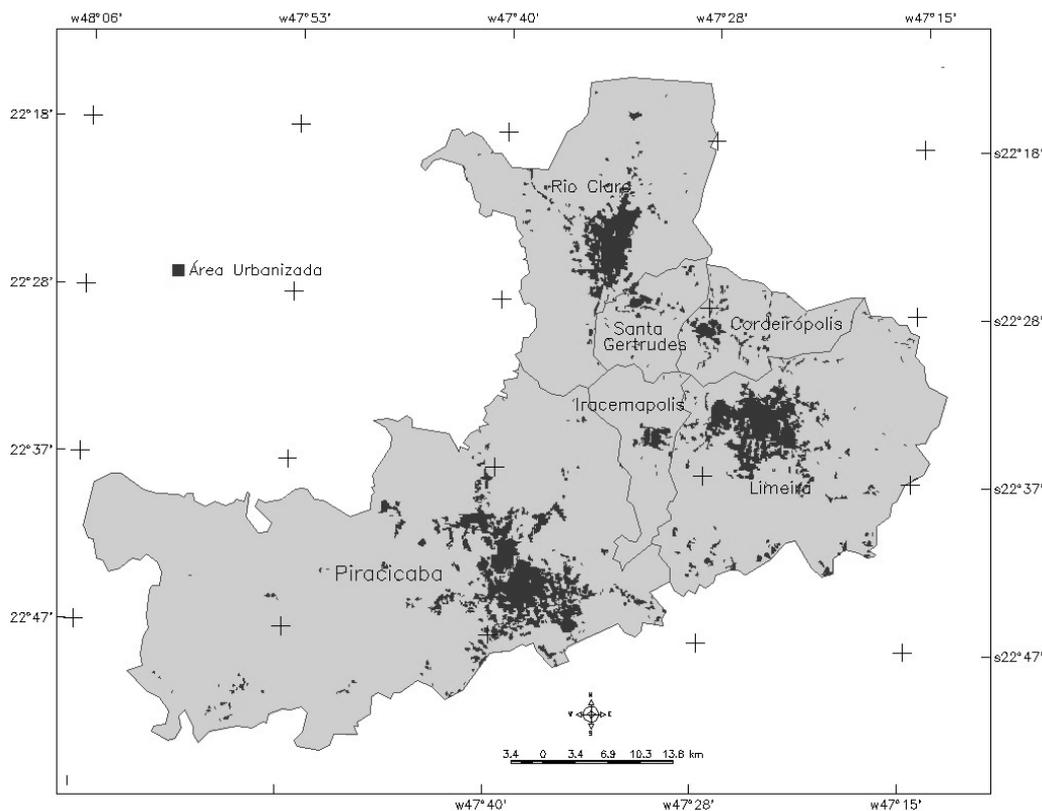 w48°06' w47°53' w47°40' w47°28' w47°15'
22°18'
s22°18'
Rio Claro
Área Urbanizada
22°28'
s22°28'
Santa
Gertrudes
Cordeirópolis
Iracemapolis
22°37'
s22°37'
Limeira
Piracicaba
22°47'
s22°47'
N
W E
S
3.4 0 3.4 6.9 10.3 13.8 km
w47°40' w47°28' w47°15'